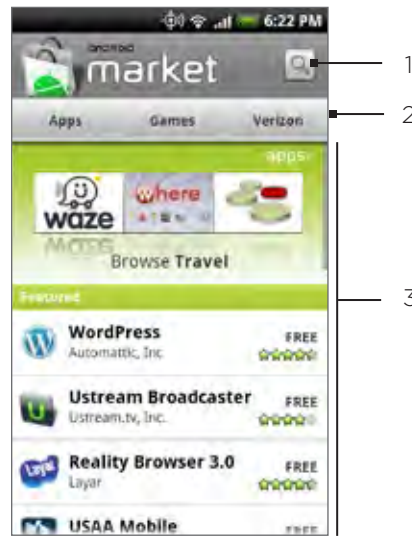 6:22 PM
android
market
1
Apps Games Verizon
2
apps
waze
where
Browse Travel
3
Featured
WordPress
Automattic, Inc
FREE
Ustream Broadcaster
Ustream.tv, Inc.
FREE
Reality Browser 3.0
Layar
FREE
USAA Mobile
FREE